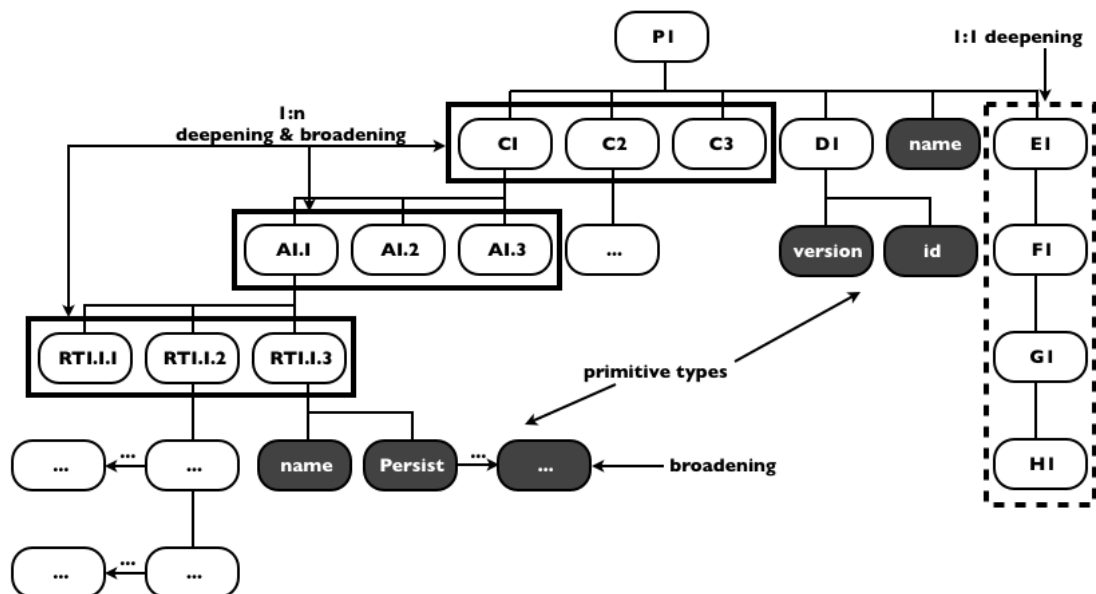 P1
1:1 deepening
1:n
deepening & broadening
C1
C2
C3
D1
name
E1
A1.1
A1.2
A1.3
...
version
id
F1
RT1.1.1
RT1.1.2
RT1.1.3
primitive types
G1
...
...
...
name
Persist
...
...
broadening
H1
...
...
...